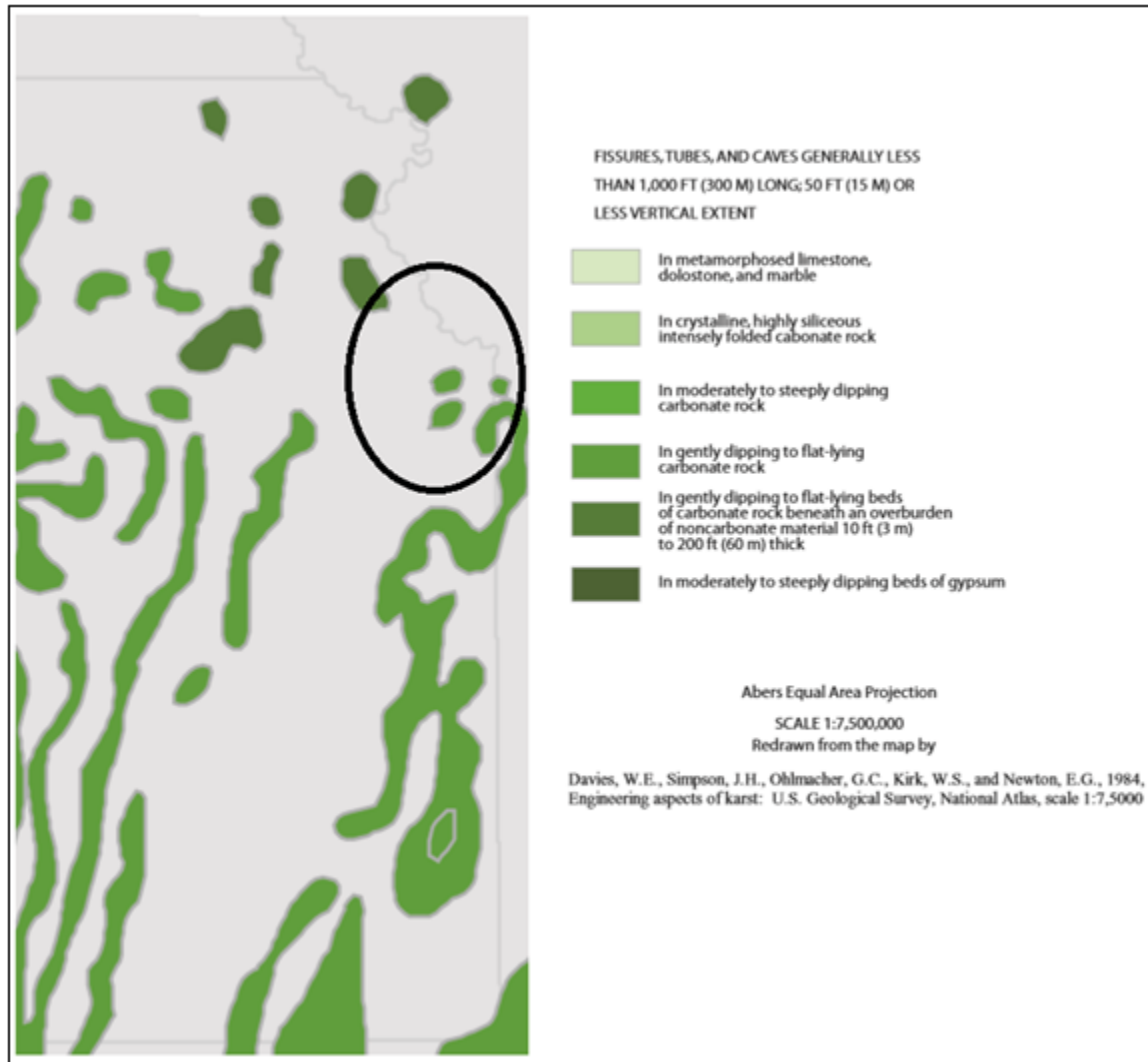 FISSURES, TUBES, AND CAVES GENERALLY LESS
THAN 1,000 FT (300 M) LONG; 50 FT (15 M) OR
LESS VERTICAL EXTENT
In metamorphosed limestone,
dolostone, and marble
In crystalline, highly siliceous
intensely folded cabonate rock
In moderately to steeply dipping
carbonate rock
In gently dipping to flat-lying
carbonate rock
In gently dipping to flat-lying beds
of carbonate rock beneath an overburden
of noncarbonate material 10 ft (3 m)
to 200 ft (60 m) thick
In moderately to steeply dipping beds of gypsum
Abers Equal Area Projection
SCALE 1:7,500,000
Redrawn from the map by
Davies, W.E., Simpson, J.H., Ohlmacher, G.C., Kirk, W.S., and Newton, E.G., 1984,
Engineering aspects of karst: U.S. Geological Survey, National Atlas, scale 1:7,5000